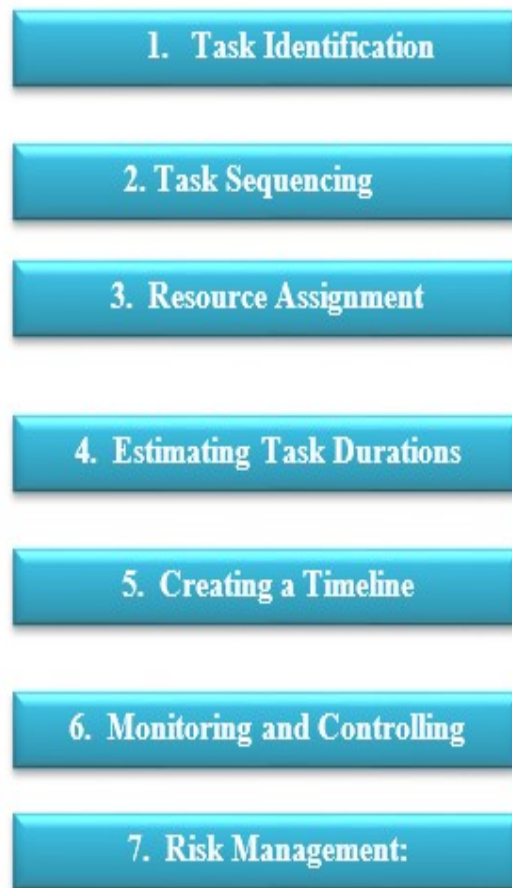 1. Task Identification
2. Task Sequencing
3. Resource Assignment
4. Estimating Task Durations
5. Creating a Timeline
6. Monitoring and Controlling
7. Risk Management: